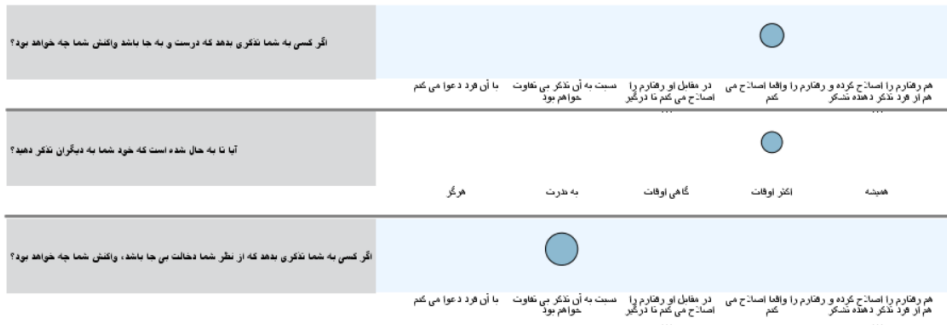 اگر کسی به شما تذکری بدهد که درست و به جا باشد واکنش شما چه خواهد بود؟
هم رفتارم را اصلاح کرده و
هم از فرد تذکر دهنده تشکر
...
رفتارم را واقعا اصلاح می
کنم
در مقابل او رفتارم را
اصلاح می کنم تا درگیر
...
نسبت به آن تذکر بی تفاوت
خواهم بود
با آن فرد دعوا می کنم
آیا تا به حال شده است که خود شما به دیگران تذکر دهید؟
همیشه
اکثر اوقات
گاهی اوقات
به ندرت
هرگز
اگر کسی به شما تذکری بدهد که از نظر شما دخالت بی جا باشد، واکنش شما چه خواهد بود؟
هم رفتارم را اصلاح کرده و
هم از فرد تذکر دهنده تشکر
رفتارم را واقعا اصلاح می
کنم
در مقابل او رفتارم را
اصلاح می کنم تا درگیر
نسبت به آن تذکر بی تفاوت
خواهم بود
با آن فرد دعوا می کنم